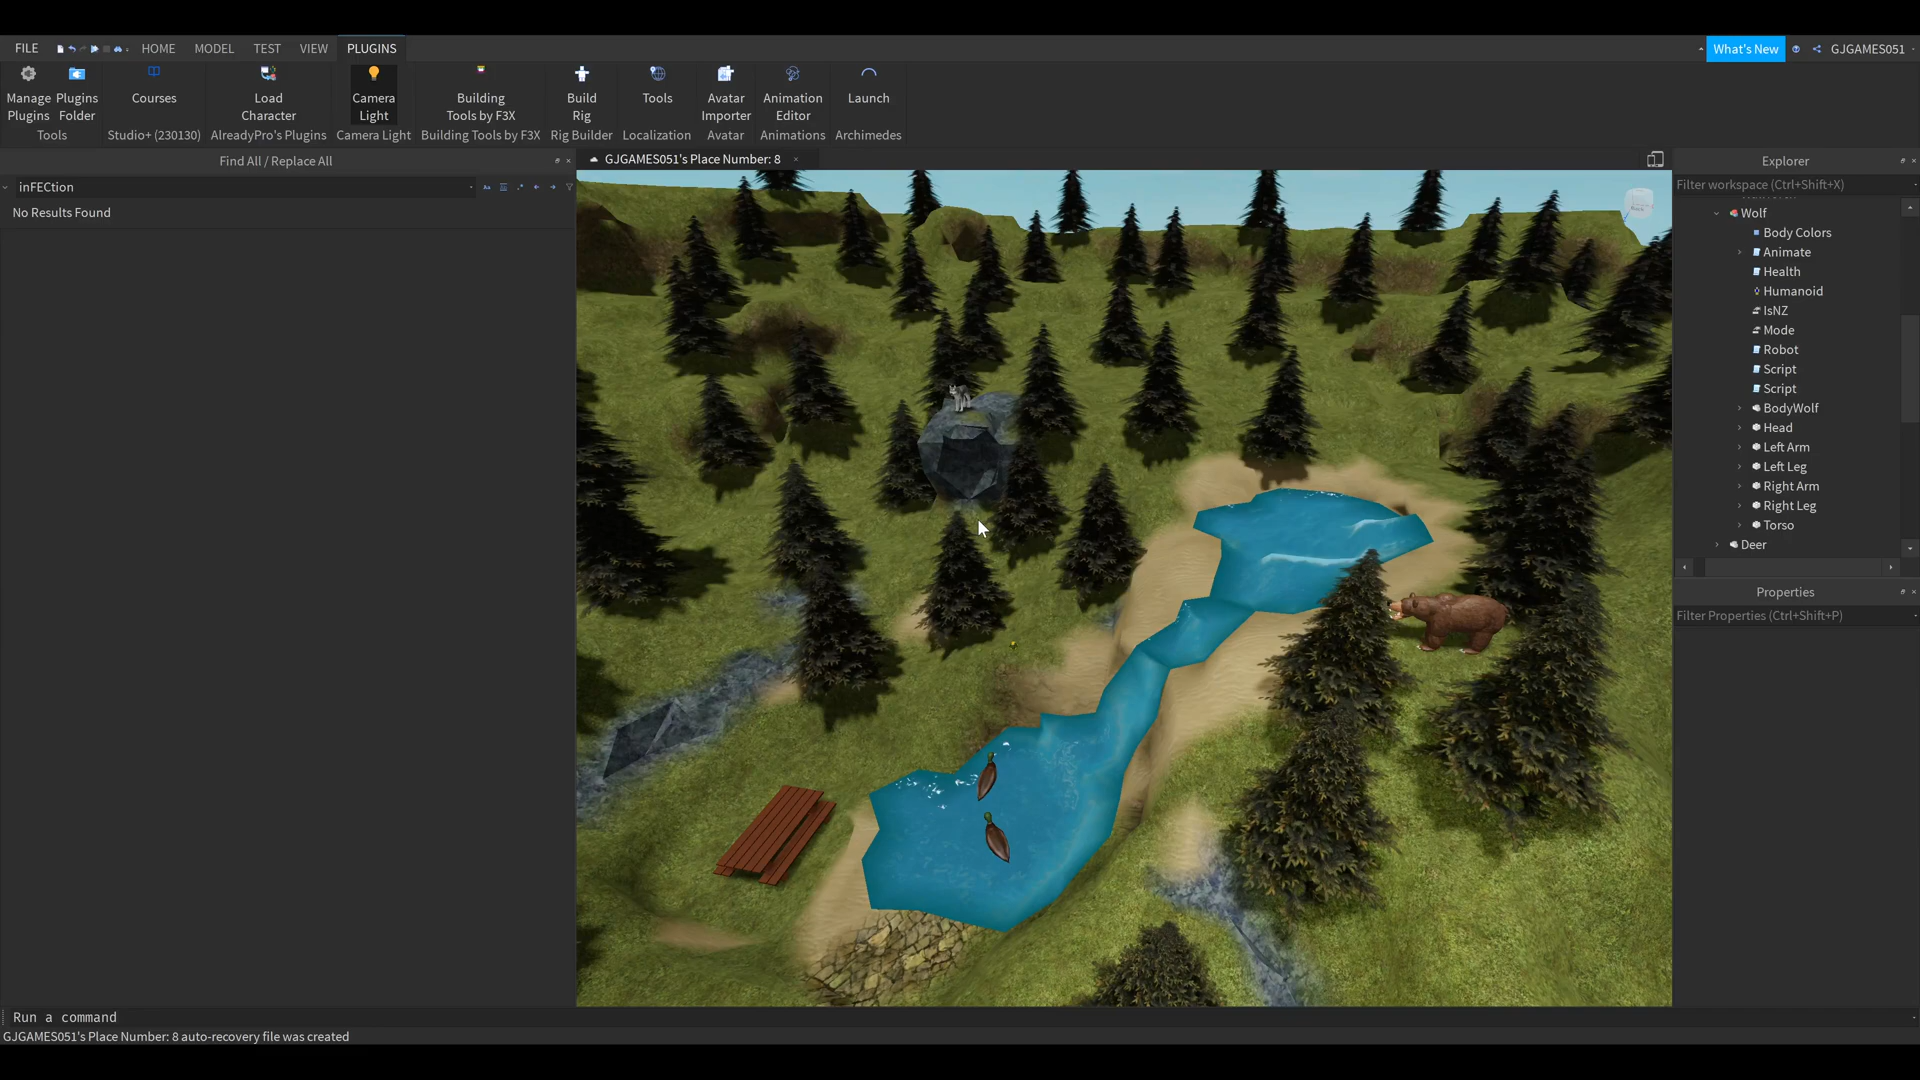 FILE HOME MODEL TEST VIEW PLUGINS What's New GJGAMES051
Manage Plugins
Plugins Folder
Tools
Courses
Studio+ (230130)
Load Character
AlreadyPro's Plugins
Camera Light
Camera Light
Building Tools by F3X
Building Tools by F3X
Build Rig
Rig Builder
Tools
Localization
Avatar Importer
Avatar
Animation Editor
Animations
Launch
Archimedes
Find All / Replace All
inFECtion
No Results Found
GJGAMES051's Place Number: 8
Explorer
Filter workspace (Ctrl+Shift+X)
Wolf
Body Colors
Animate
Health
Humanoid
IsNZ
Mode
Robot
Script
Script
BodyWolf
Head
Left Arm
Left Leg
Right Arm
Right Leg
Torso
Deer
Properties
Filter Properties (Ctrl+Shift+P)
Run a command
GJGAMES051's Place Number: 8 auto-recovery file was created